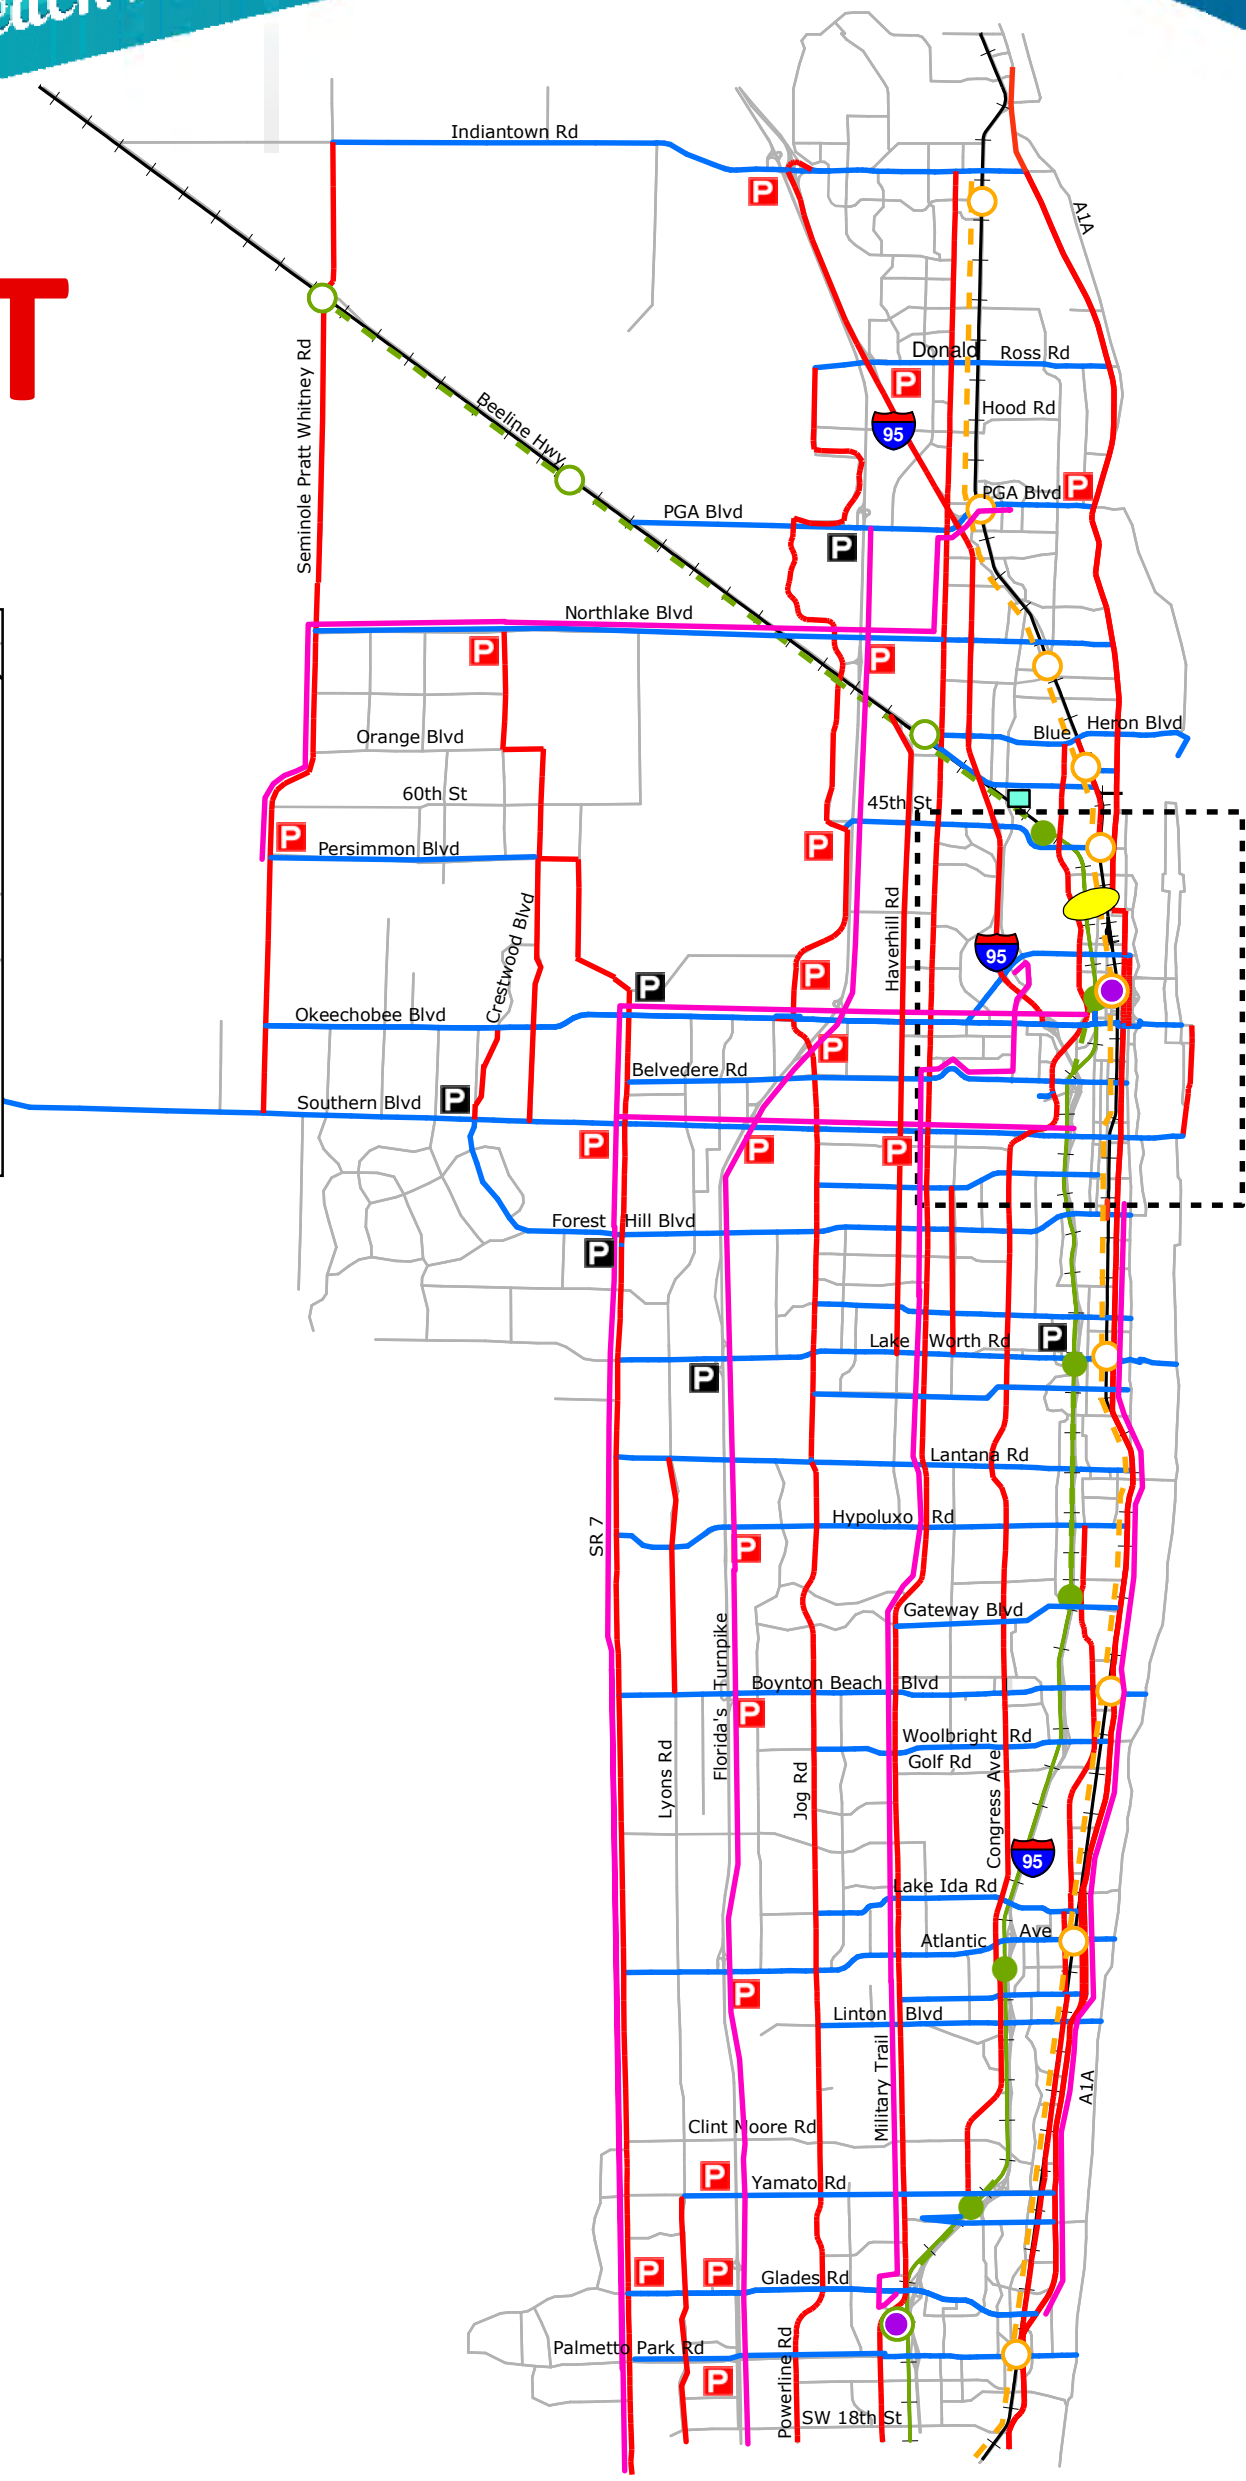 each
T
Indiantown Rd
P
A1A
Seminole Pratt Whitney Rd
Beeline Hwy
Donald Ross Rd
P
95
Hood Rd
PGA Blvd
P
PGA Blvd
P
Northlake Blvd
P
P
Orange Blvd
Blue Heron Blvd
60th St
45th St
P
P
Persimmon Blvd
Crestwood Blvd
Haverhill Rd
95
P
P
Okeechobee Blvd
P
Belvedere Rd
P
Southern Blvd
P
P
P
Forest Hill Blvd
P
Lake Worth Rd
P
P
Lantana Rd
SR 7
Hypoluxo Rd
P
Gateway Blvd
Florida's Turnpike
Boynton Beach Blvd
P
Woolbright Rd
Golf Rd
Lyons Rd
Jog Rd
Congress Ave
95
Lake Ida Rd
Atlantic Ave
P
Linton Blvd
Military Trail
A1A
Clint Moore Rd
P
Yamato Rd
P
P
Glades Rd
Palmetto Park Rd
Powerline Rd
P
SW 18th St